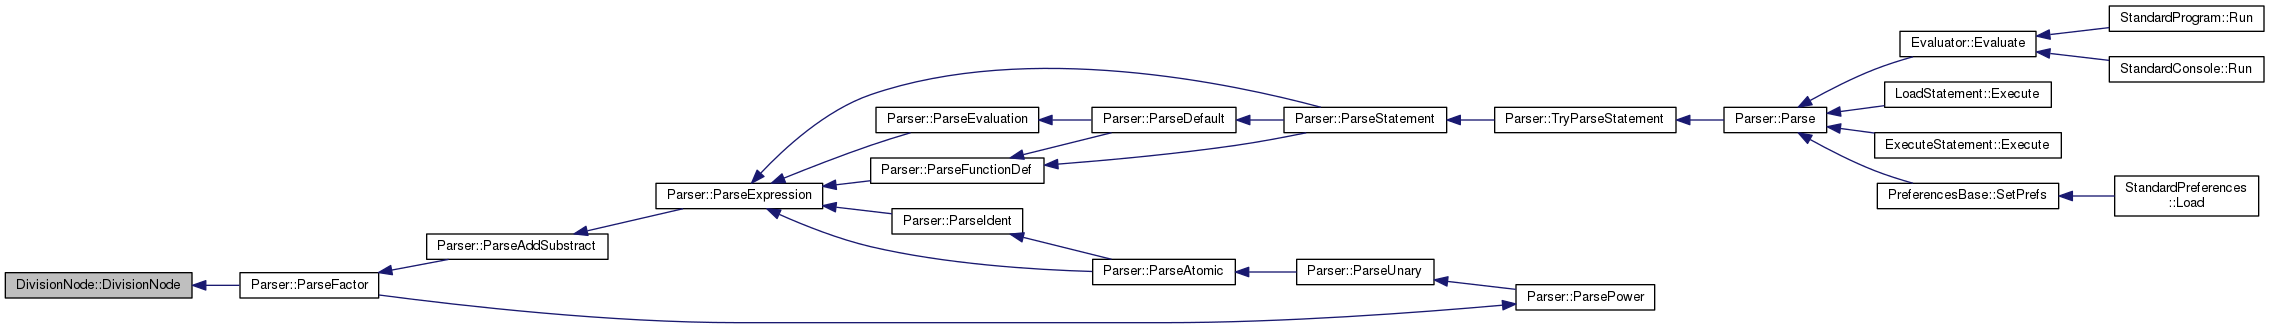 StandardProgram::Run
Evaluator::Evaluate
StandardConsole::Run
LoadStatement::Execute
Parser::ParseEvaluation
Parser::ParseDefault
Parser::ParseStatement
Parser::TryParseStatement
Parser::Parse
ExecuteStatement::Execute
Parser::ParseFunctionDef
Parser::ParseExpression
PreferencesBase::SetPrefs
StandardPreferences
::Load
Parser::ParseIdent
Parser::ParseAddSubstract
Parser::ParseAtomic
Parser::ParseUnary
DivisionNode::DivisionNode
Parser::ParseFactor
Parser::ParsePower